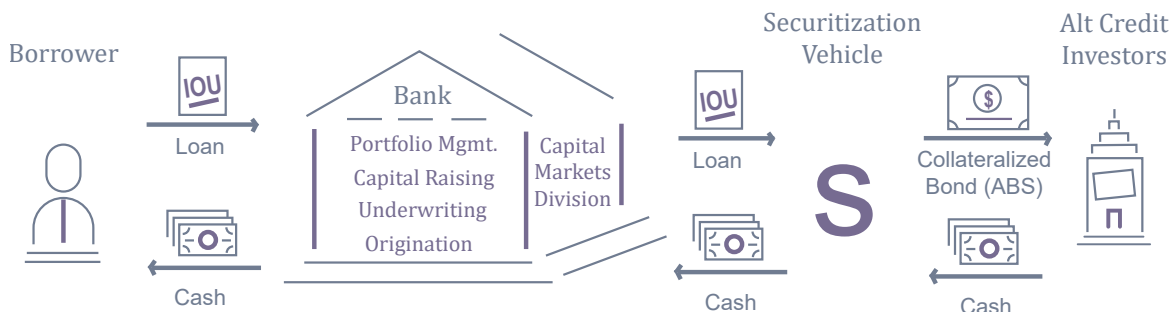 Borrower
IOU
Loan
Cash
Bank
Portfolio Mgmt.
Capital Raising
Underwriting
Origination
Capital
Markets
Division
IOU
Loan
Cash
Securitization
Vehicle
S
$
Collateralized
Bond (ABS)
Cash
Alt Credit
Investors